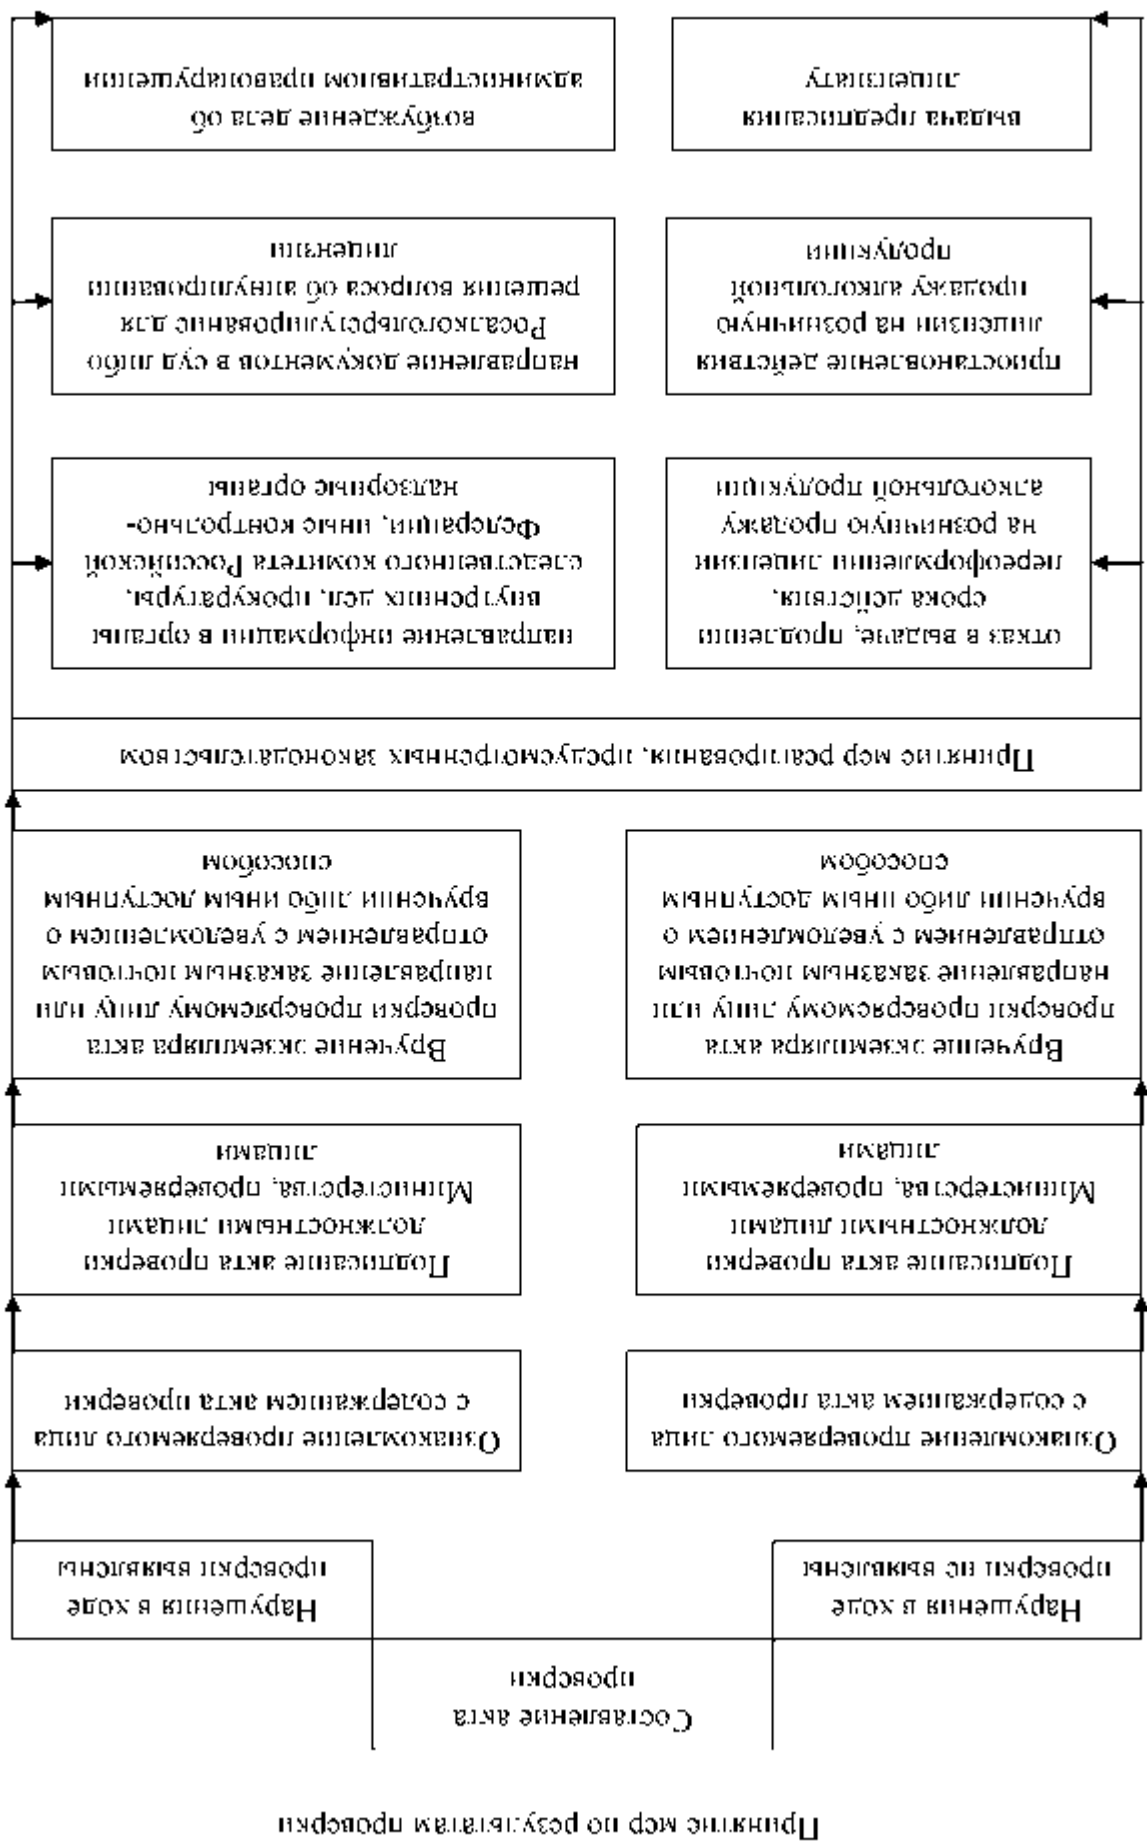 Принятие мер по результатам проверки
Составление акта
проверки
Нарушения в ходе
проверки не выявлены
Нарушения в ходе
проверки выявлены
Ознакомление проверяемого лица
с содержанием акта проверки
Ознакомление проверяемого лица
с содержанием акта проверки
Подписание акта проверки
должностными лицами
Министерства, проверяемыми
лицами
Подписание акта проверки
должностными лицами
Министерства, проверяемыми
лицами
Вручение экземпляра акта
проверки проверяемому лицу или
направление заказным почтовым
отправлением с уведомлением о
вручении либо иным доступным
способом
Вручение экземпляра акта
проверки проверяемому лицу или
направление заказным почтовым
отправлением с уведомлением о
вручении либо иным доступным
способом
Принятие мер реагирования, предусмотренных законодательством
отказ в выдаче, продлении
срока действия,
переоформлении лицензии
на розничную продажу
алкогольной продукции
направление информации в органы
внутренних дел, прокуратуры,
следственного комитета Российской
Федерации, иные контрольно-
надзорные органы
приостановление действия
лицензии на розничную
продажу алкогольной
продукции
направление документов в суд либо
Росалкогольрегулирование для
решения вопроса об аннулировании
лицензии
выдача предписания
лицензиату
возбуждение дела об
административном правонарушении